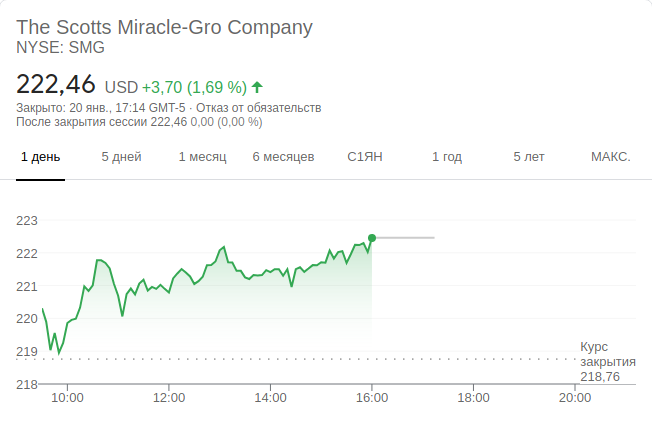 The Scotts Miracle-Gro Company
NYSE: SMG
222,46 USD +3,70 (1,69 %)
Закрыто: 20 янв., 17:14 GMT-5 · Отказ от обязательств
После закрытия сессии 222,46 0,00 (0,00 %)
1 день 5 дней 1 месяц 6 месяцев С1ЯН 1 год 5 лет МАКС.
223
222
221
220
219
218
Курс
закрытия
218,76
10:00 12:00 14:00 16:00 18:00 20:00